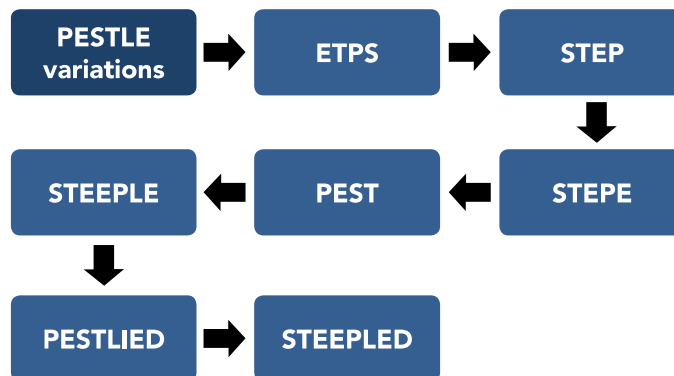 PESTLE
variations
ETPS
STEP
STEPE
PEST
STEEPLE
PESTLIED
STEEPLED